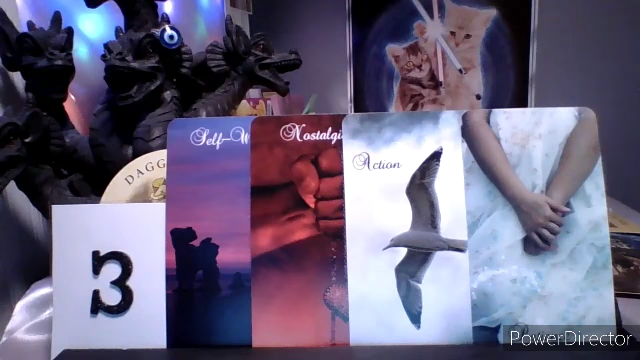 DAGG
Self-W
Nostalgi
Action
3
PowerDirector